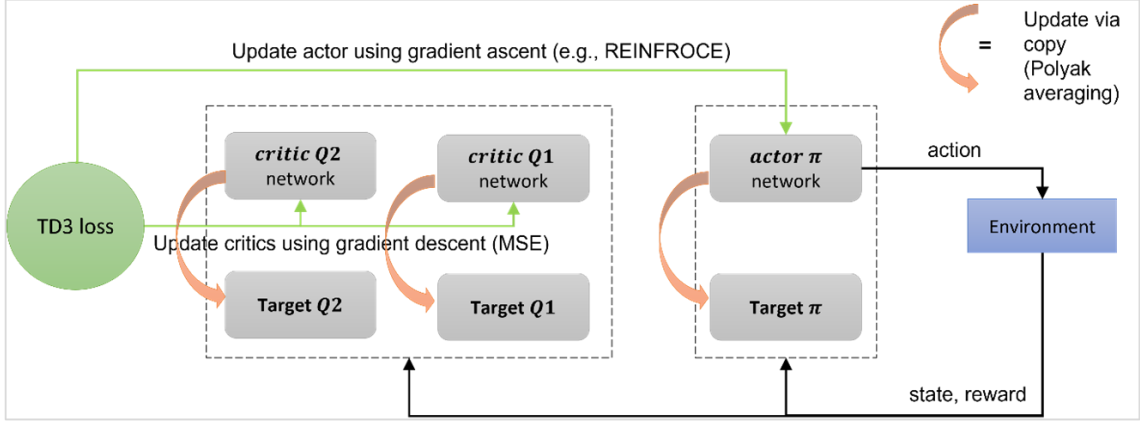 Update actor using gradient ascent (e.g., REINFROCE)
=
Update via
copy
(Polyak
averaging)
critic Q2
network
critic Q1
network
actor π
network
action
TD3 loss
Environment
Update critics using gradient descent (MSE)
Target Q2
Target Q1
Target π
state, reward